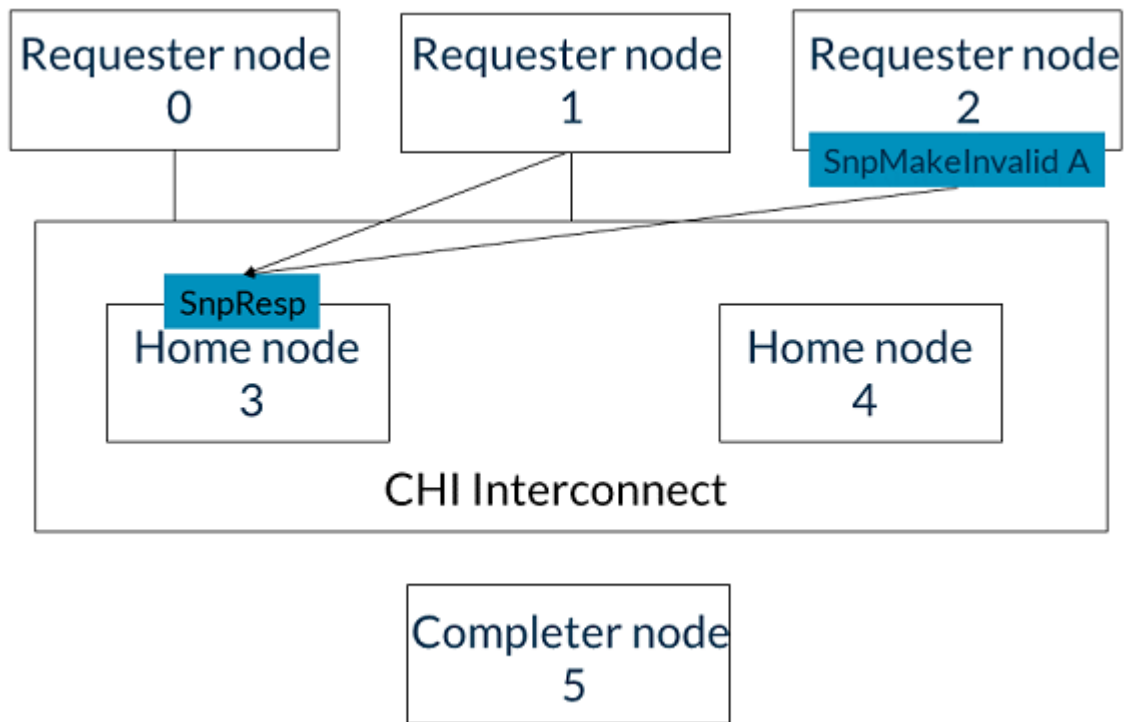 Requester node
0
Requester node
1
Requester node
2
SnpMakeInvalid A
SnpResp
Home node
3
Home node
4
CHI Interconnect
Completer node
5